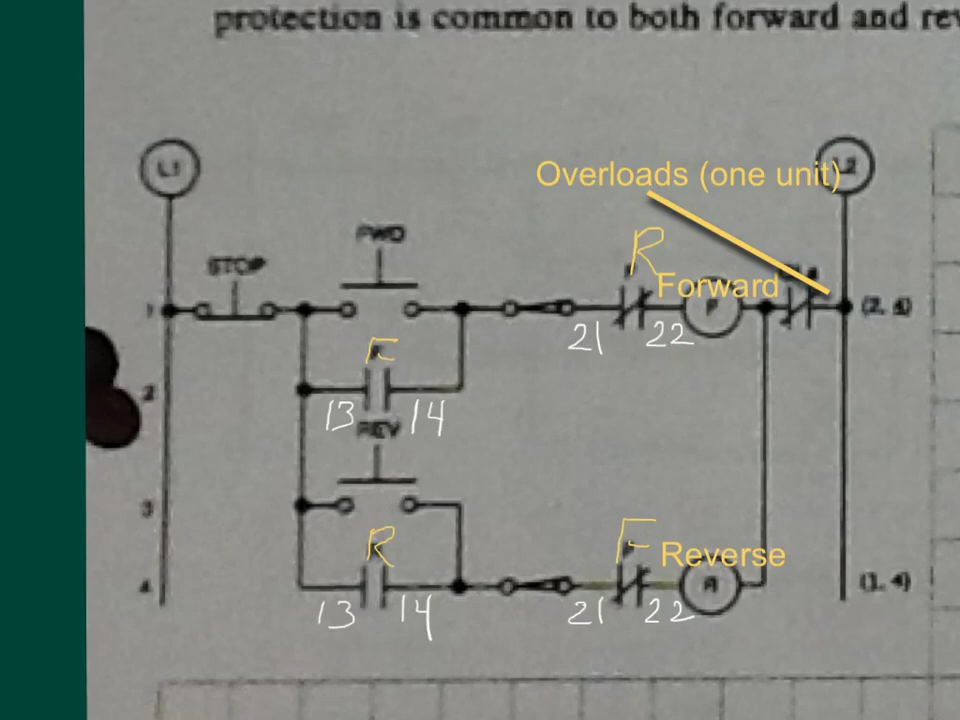 protection is common to both forward and rev
L1
Overloads (one unit)
L2
FWD
STOP
R
Forward
F
1
(2, 4)
21 22
F
2
13 14
REV
3
R
F
Reverse
R
4
(1, 4)
13 14
21 22